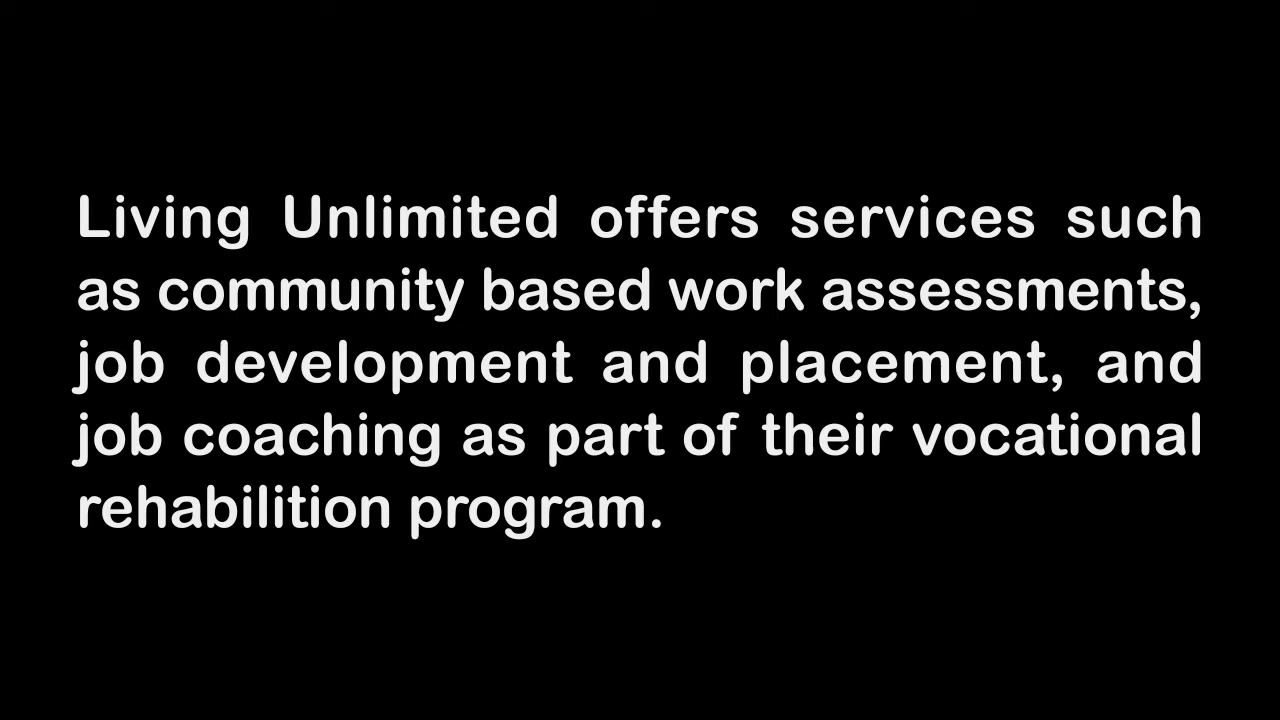 Living Unlimited offers services such
as community based work assessments,
job development and placement, and
job coaching as part of their vocational
rehabilition program.